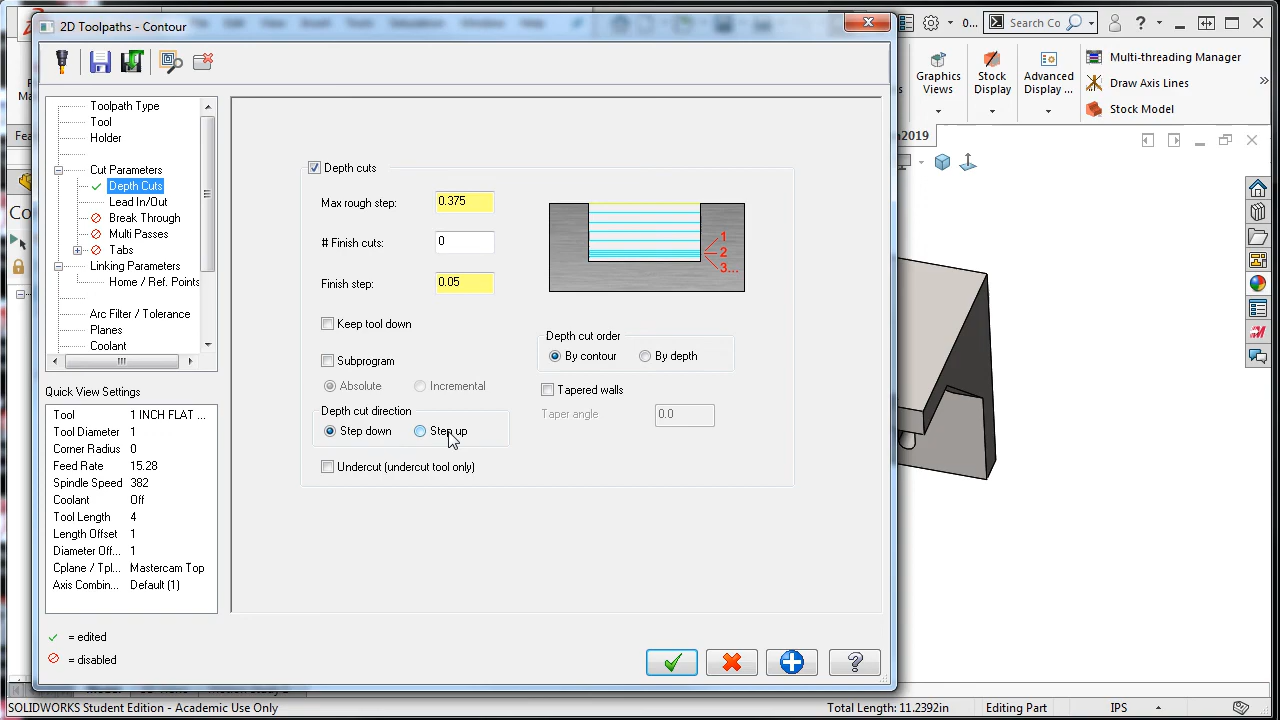 2D Toolpaths - Contour
0...
Search Co
Graphics Views
Stock Display
Advanced Display ...
Multi-threading Manager
Draw Axis Lines
Stock Model
Fea
n2019
Co
Toolpath Type
Tool
Holder
Cut Parameters
Depth Cuts
Lead In/Out
Break Through
Multi Passes
Tabs
Linking Parameters
Home / Ref. Points
Arc Filter / Tolerance
Planes
Coolant
Quick View Settings
Tool 1 INCH FLAT ...
Tool Diameter 1
Corner Radius 0
Feed Rate 15.28
Spindle Speed 382
Coolant Off
Tool Length 4
Length Offset 1
Diameter Off... 1
Cplane / Tpl... Mastercam Top
Axis Combin... Default (1)
= edited
= disabled
Depth cuts
Max rough step: 0.375
# Finish cuts: 0
Finish step: 0.05
1
2
3...
Keep tool down
Subprogram
Absolute Incremental
Depth cut direction
Step down Step up
Undercut (undercut tool only)
Depth cut order
By contour By depth
Tapered walls
Taper angle 0.0
SOLIDWORKS Student Edition - Academic Use Only
Total Length: 11.2392in
Editing Part
IPS